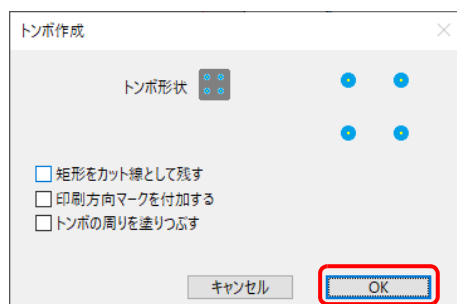 トンボ作成
トンボ形状
矩形をカット線として残す
印刷方向マークを付加する
トンボの周りを塗りつぶす
キャンセル
OK